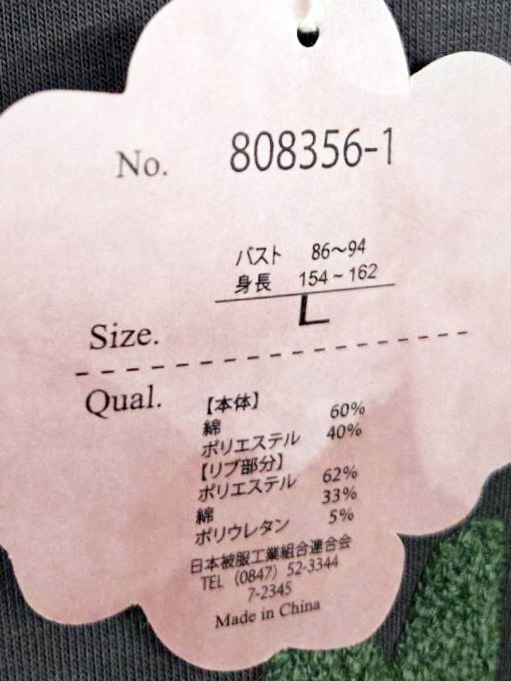 No. 808356-1
バスト 86～94
身長 154～162
Size. L
Qual. 【本体】
綿 60%
ポリエステル 40%
【リブ部分】
ポリエステル 62%
綿 33%
ポリウレタン 5%
日本被服工業組合連合会
TEL (0847) 52-3344
7-2345
Made in China